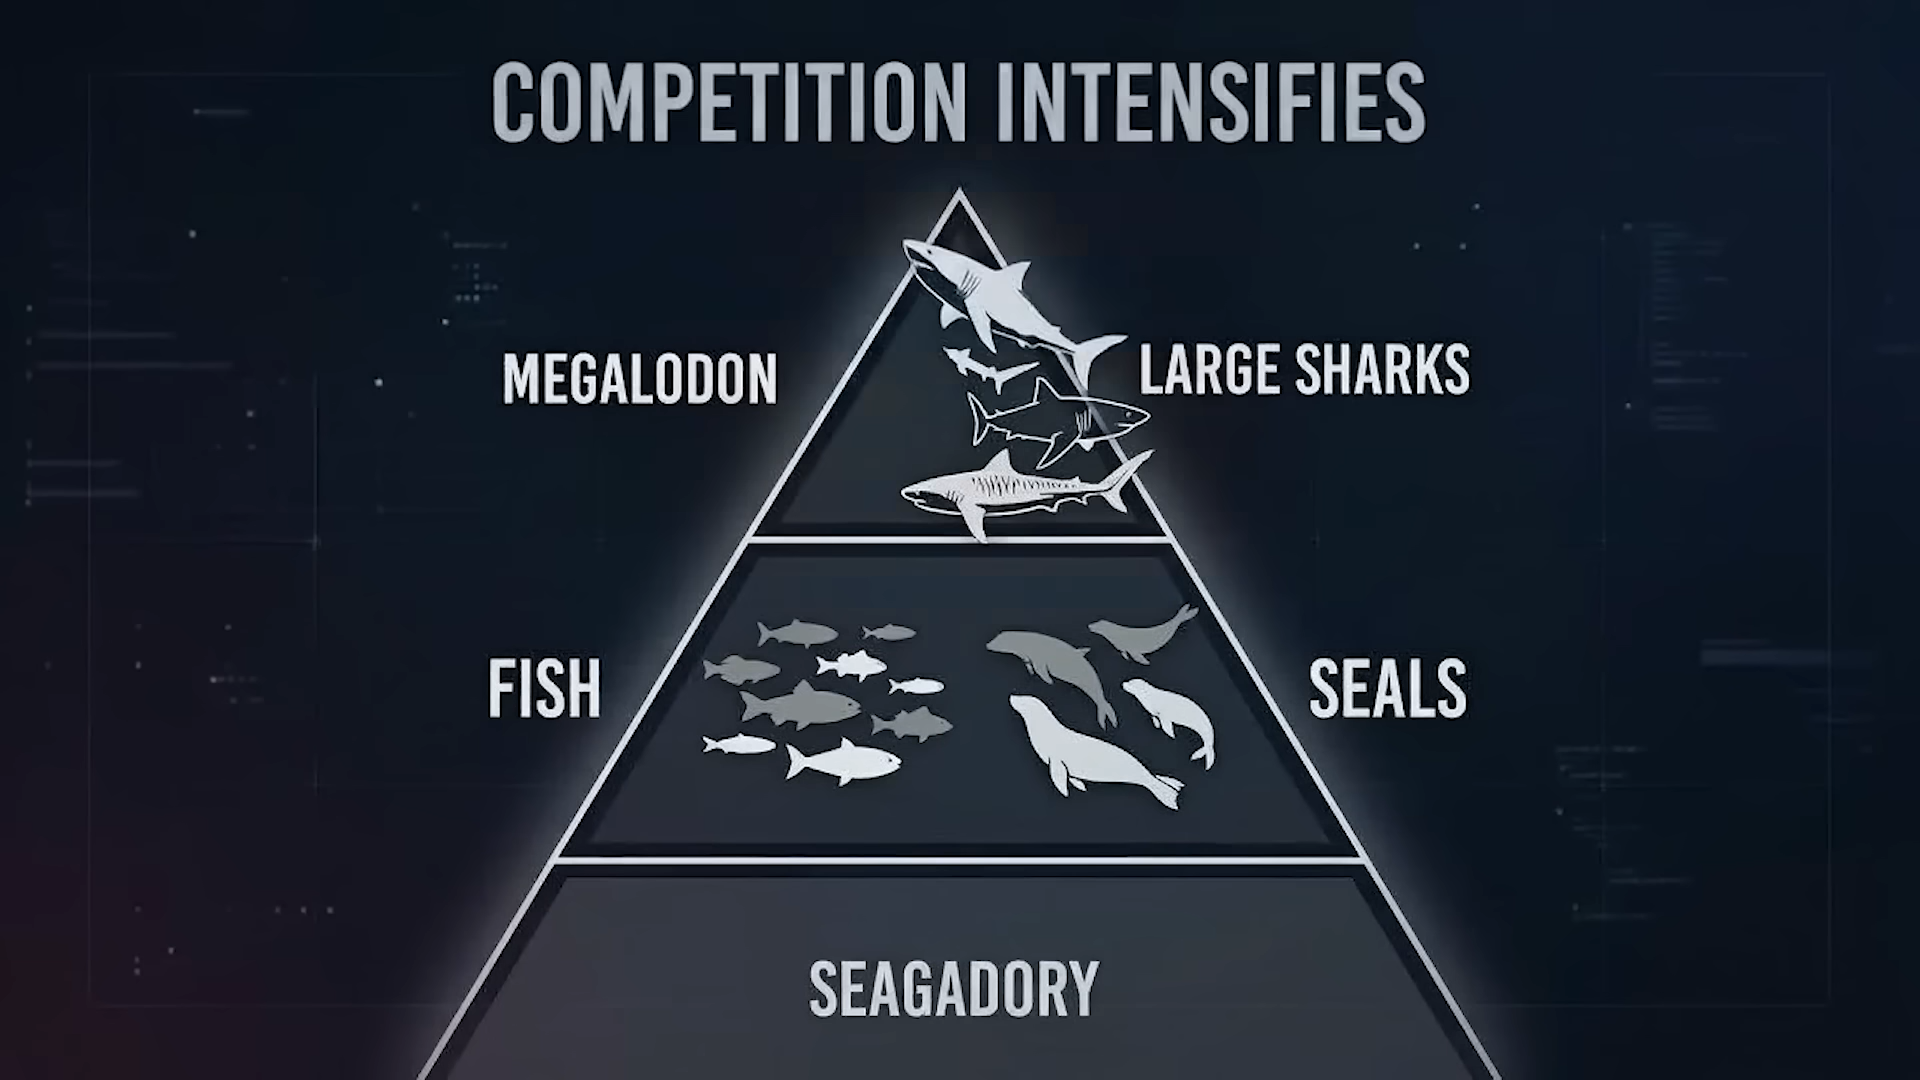 COMPETITION INTENSIFIES
MEGALODON
LARGE SHARKS
FISH
SEALS
SEAGADORY